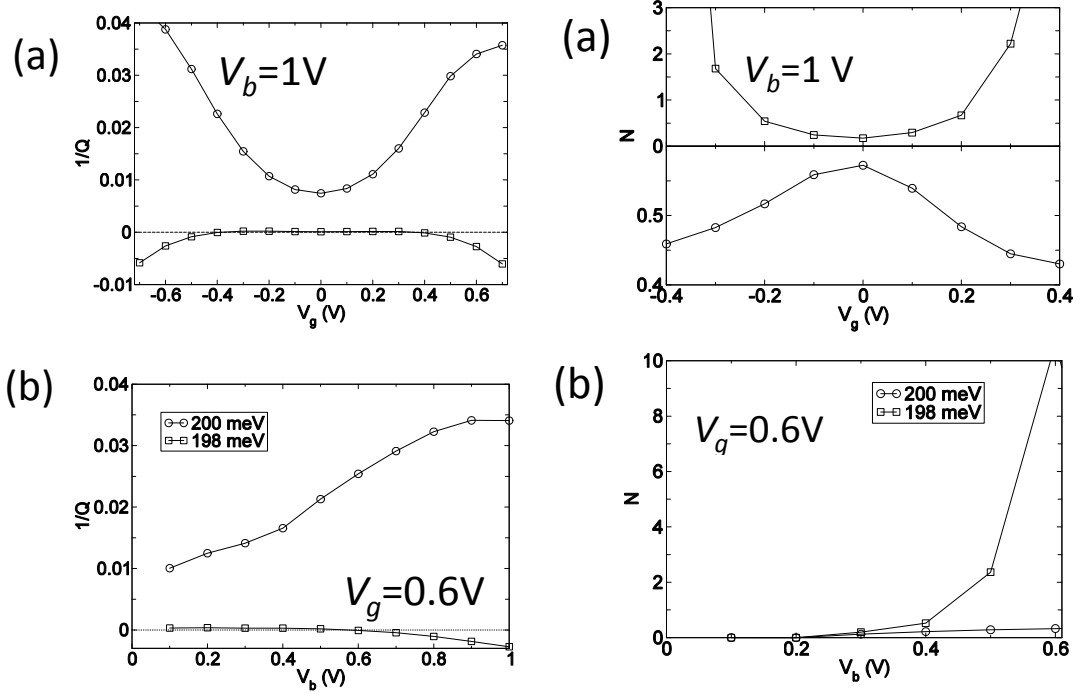 (a)
V_b=1V
0.04
0.03
0.02
0.01
0
-0.01
1/Q
-0.6 -0.4 -0.2 0 0.2 0.4 0.6
V_g (V)
(a)
V_b=1 V
3
2
1
0
0.5
0.4
N
-0.4 -0.2 0 0.2 0.4
V_g (V)
(b)
0.04
0.03
0.02
0.01
0
1/Q
200 meV
198 meV
V_g=0.6V
0 0.2 0.4 0.6 0.8 1
V_b (V)
(b)
10
8
6
4
2
0
N
200 meV
198 meV
V_g=0.6V
0 0.2 0.4 0.6
V_b (V)